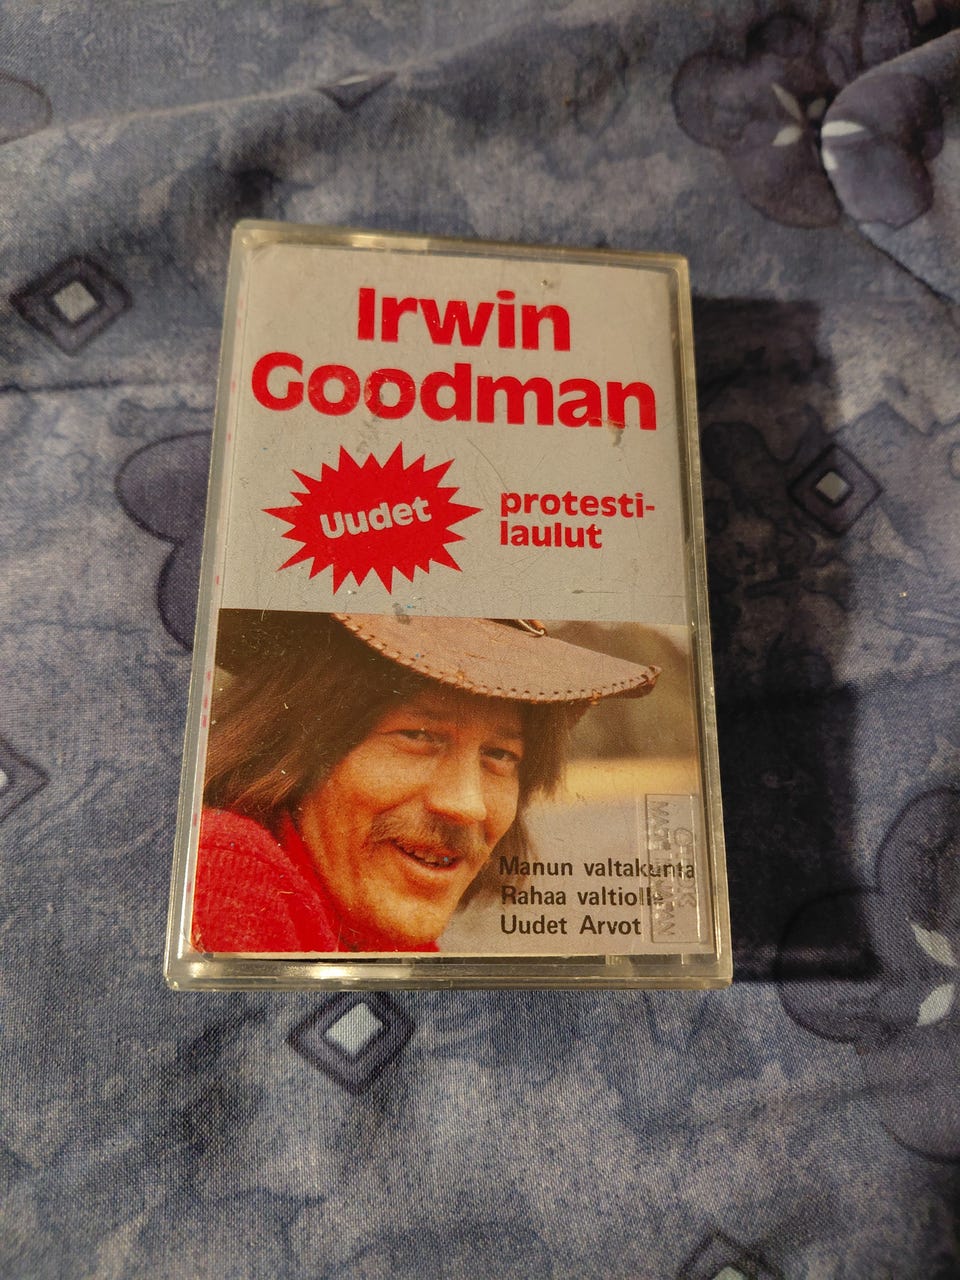 Irwin
Goodman
Uudet
protesti-
laulut
Manun valtakunta
Rahaa valtiolle
Uudet Arvot